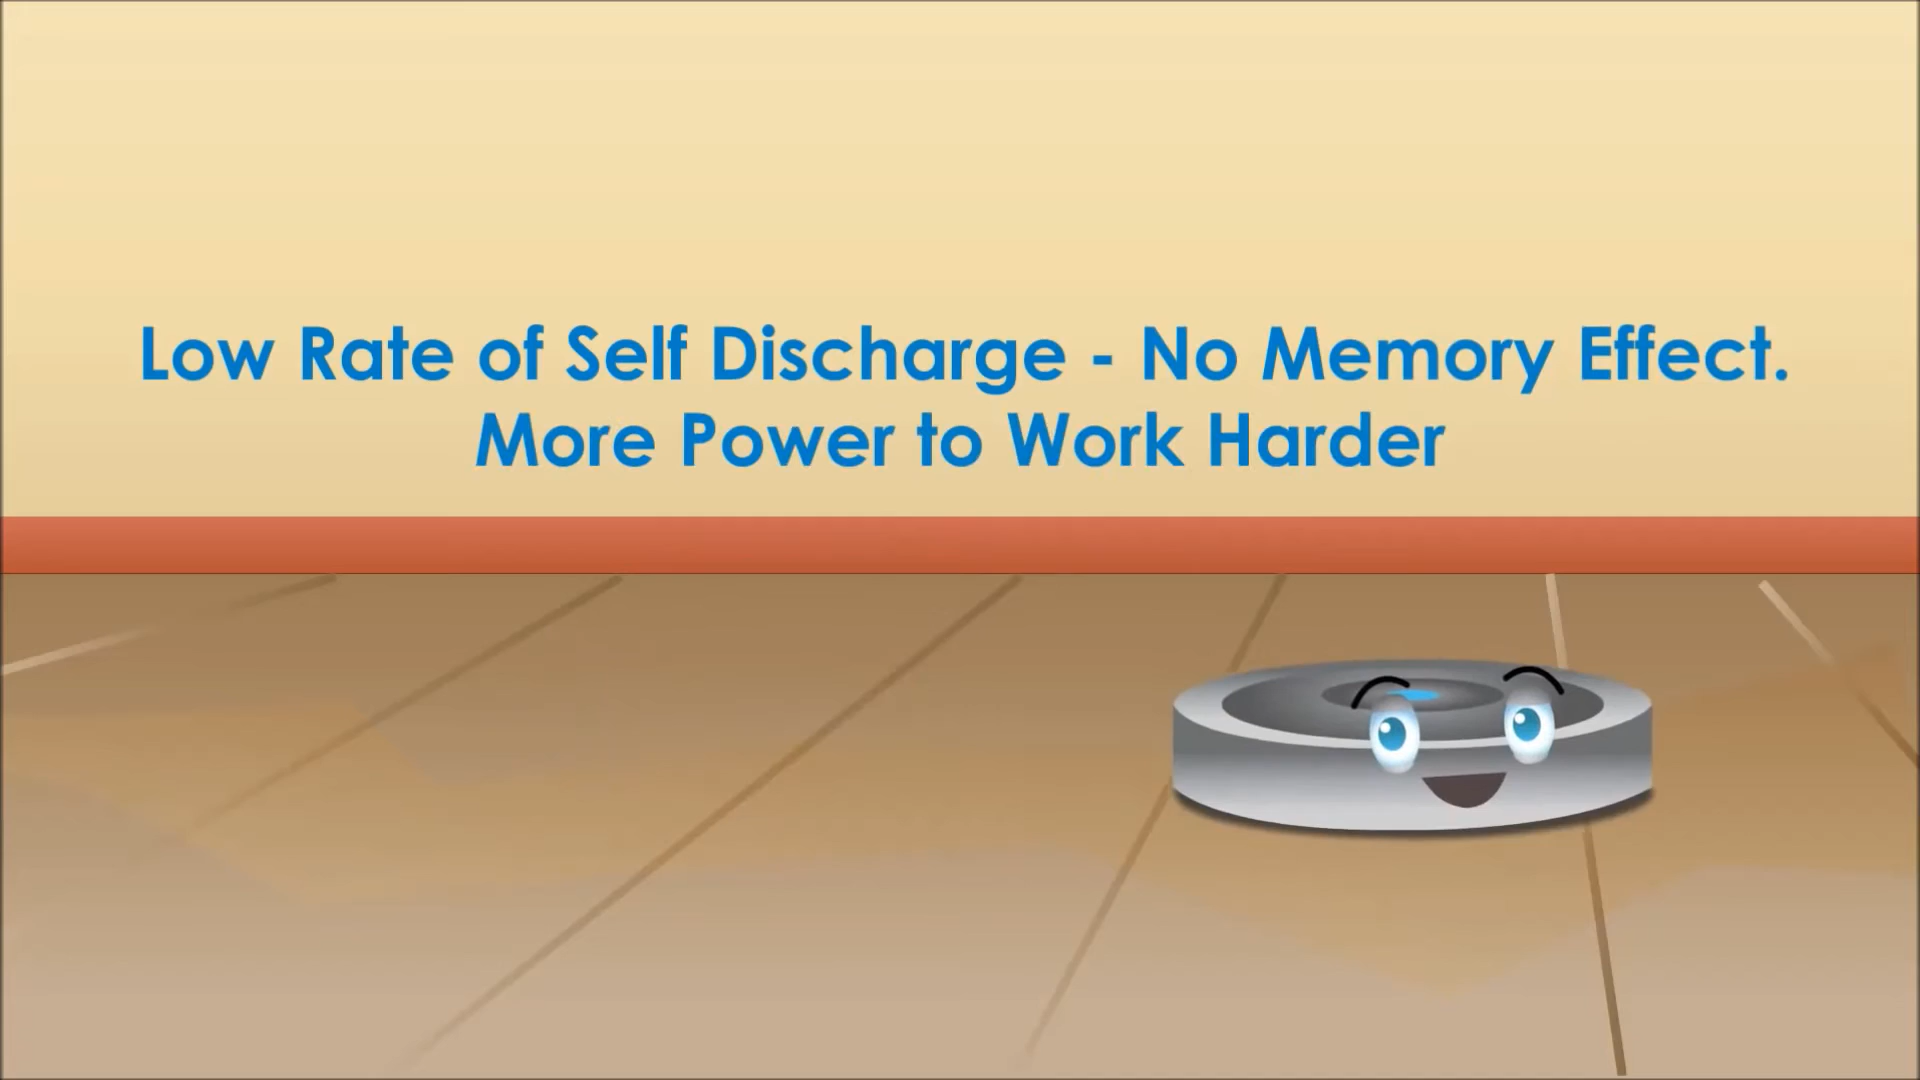 Low Rate of Self Discharge - No Memory Effect.
More Power to Work Harder